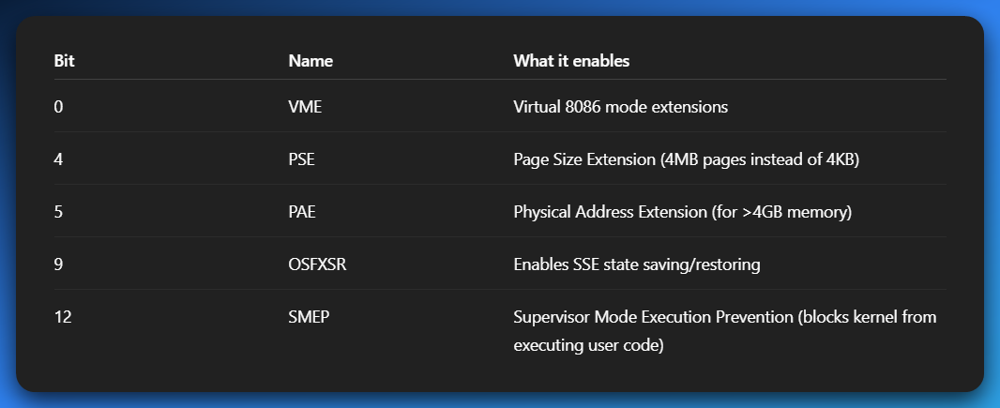 Bit Name What it enables
0 VME Virtual 8086 mode extensions
4 PSE Page Size Extension (4MB pages instead of 4KB)
5 PAE Physical Address Extension (for >4GB memory)
9 OSFXSR Enables SSE state saving/restoring
12 SMEP Supervisor Mode Execution Prevention (blocks kernel from
executing user code)